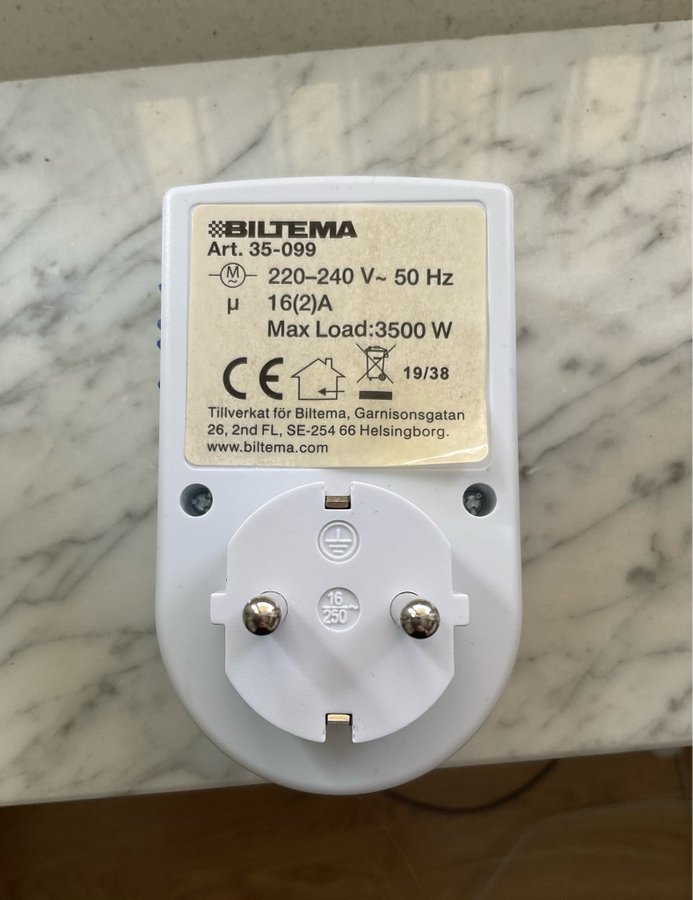 BILTEMA
Art. 35-099
M
~
220–240 V~ 50 Hz
µ 16(2)A
Max Load:3500 W
CE 19/38
Tillverkat för Biltema, Garnisonsgatan
26, 2nd FL, SE-254 66 Helsingborg.
www.biltema.com
16
250~